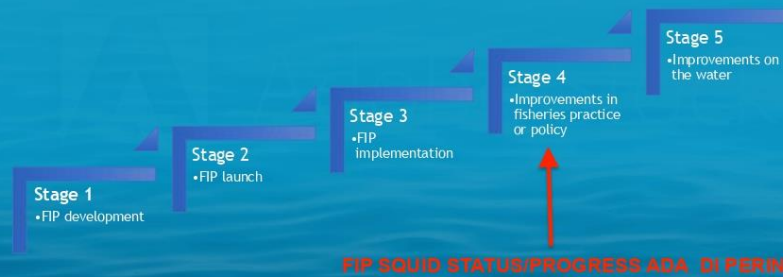 Stage 1
•FIP development
Stage 2
•FIP launch
Stage 3
•FIP
implementation
Stage 4
•Improvements in
fisheries practice
or policy
Stage 5
•Improvements on
the water
FIP SQUID STATUS/PROGRESS ADA DI